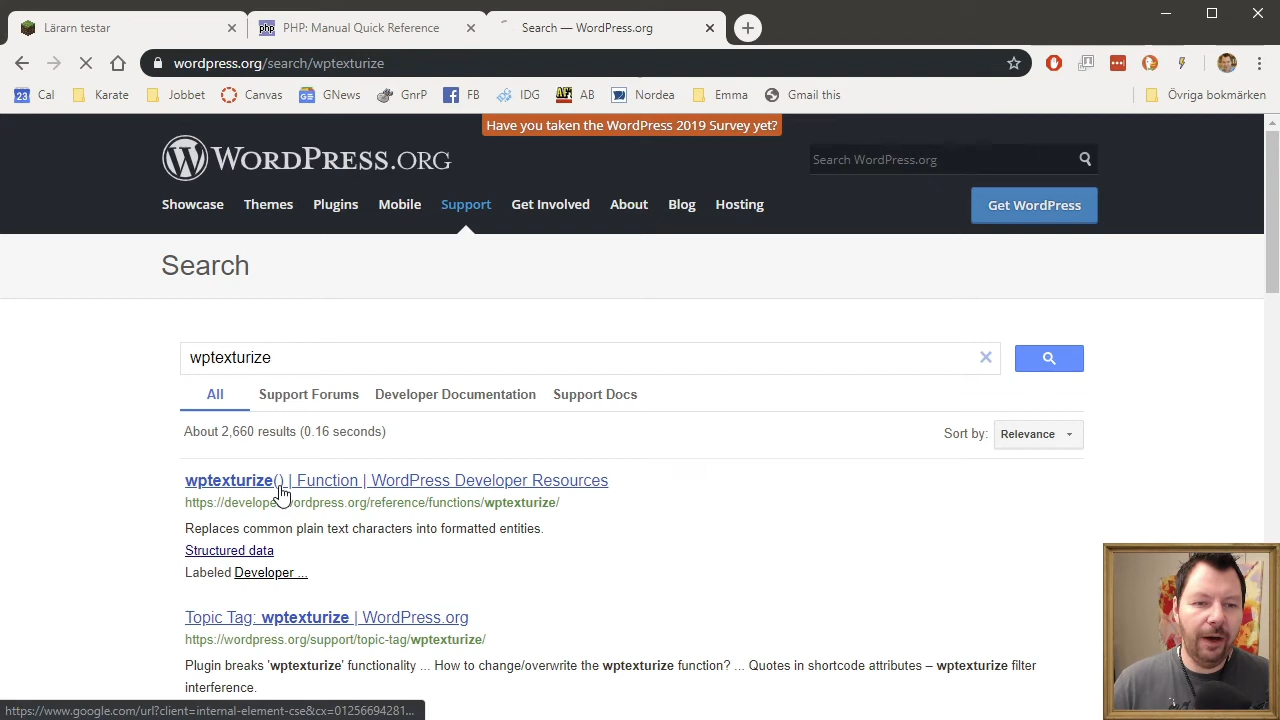 Lärarn testar
php PHP: Manual Quick Reference
Search — WordPress.org
wordpress.org/search/wptexturize
23 Cal
Karate
Jobbet
Canvas
GNews
GnrP
FB
IDG
AB
Nordea
Emma
Gmail this
Övriga bokmärken
Have you taken the WordPress 2019 Survey yet?
WORDPRESS.ORG
Search WordPress.org
Showcase Themes Plugins Mobile Support Get Involved About Blog Hosting
Get WordPress
Search
wptexturize
All Support Forums Developer Documentation Support Docs
About 2,660 results (0.16 seconds)
Sort by: Relevance
wptexturize() | Function | WordPress Developer Resources
https://developer.wordpress.org/reference/functions/wptexturize/
Replaces common plain text characters into formatted entities.
Structured data
Labeled Developer ...
Topic Tag: wptexturize | WordPress.org
https://wordpress.org/support/topic-tag/wptexturize/
Plugin breaks 'wptexturize' functionality ... How to change/overwrite the wptexturize function? ... Quotes in shortcode attributes – wptexturize filter
interference.
https://www.google.com/url?client=internal-element-cse&cx=01256694281...